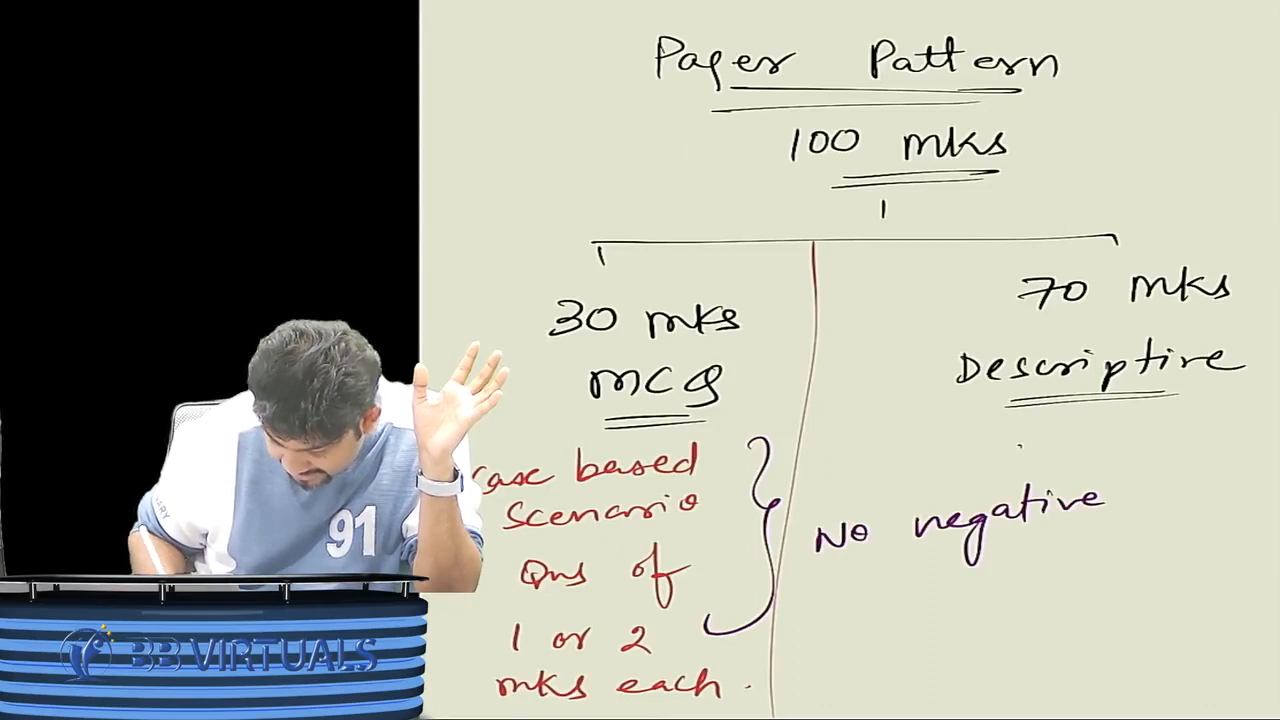 Paper Pattern
100 mks
30 mks
MCQ
Case based
Scenario
Qns of
1 or 2
mks each.
70 mks
Descriptive
No negative
91
BB VIRTUALS